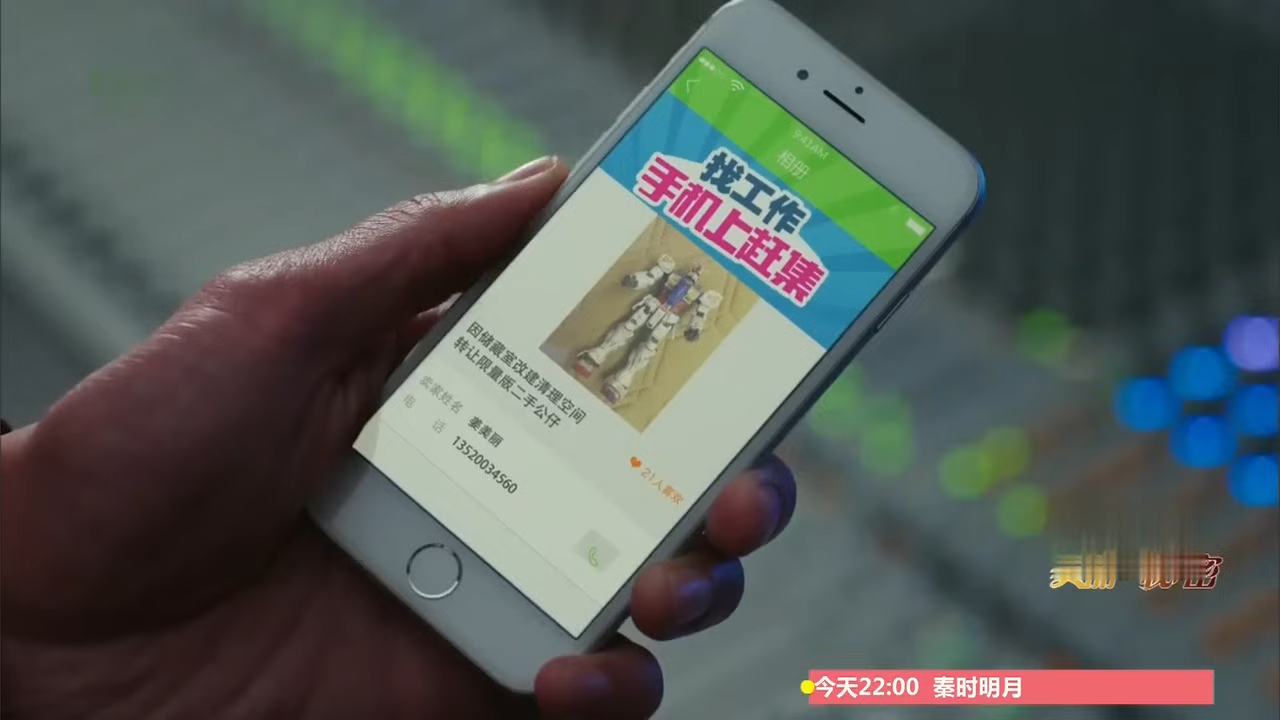 9:41AM
相册
找工作
手机上赶集
因储藏室改建清理空间
转让限量版二手公仔
卖家姓名 姜美丽
电话 13520034560
21人喜欢
今天22:00 秦时明月